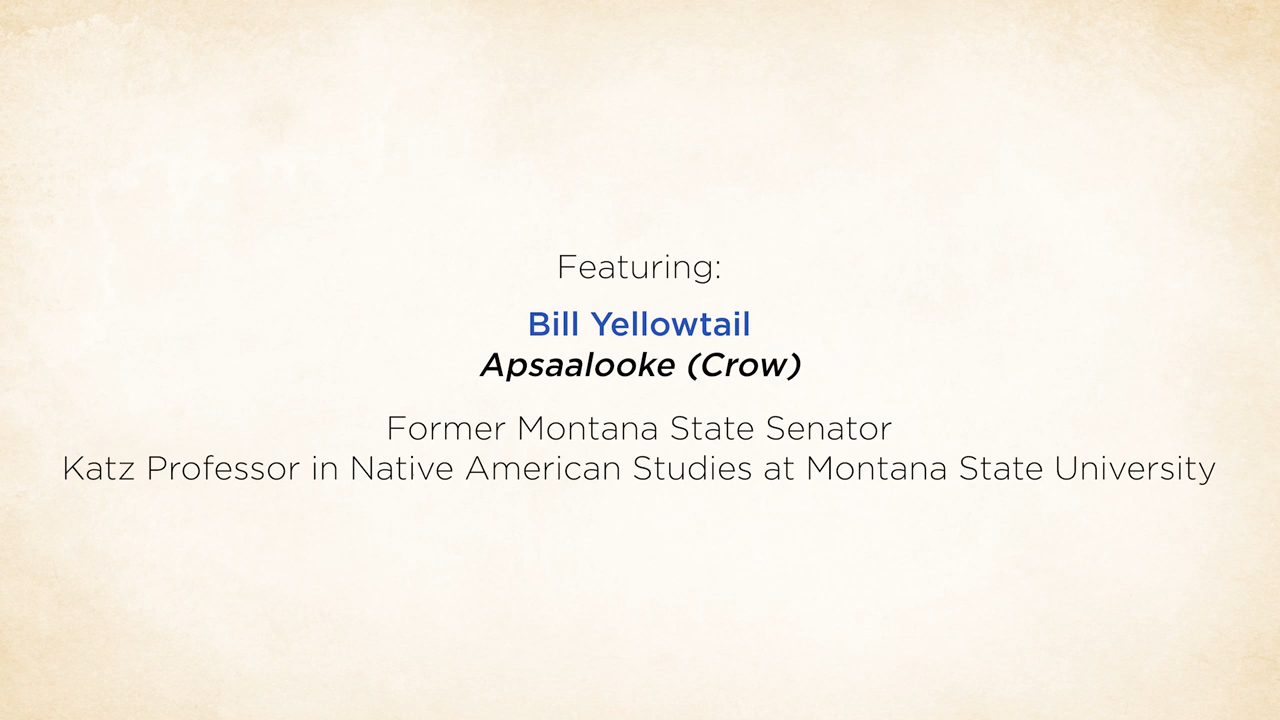 Featuring:
Bill Yellowtail
Apsaalooke (Crow)
Former Montana State Senator
Katz Professor in Native American Studies at Montana State University